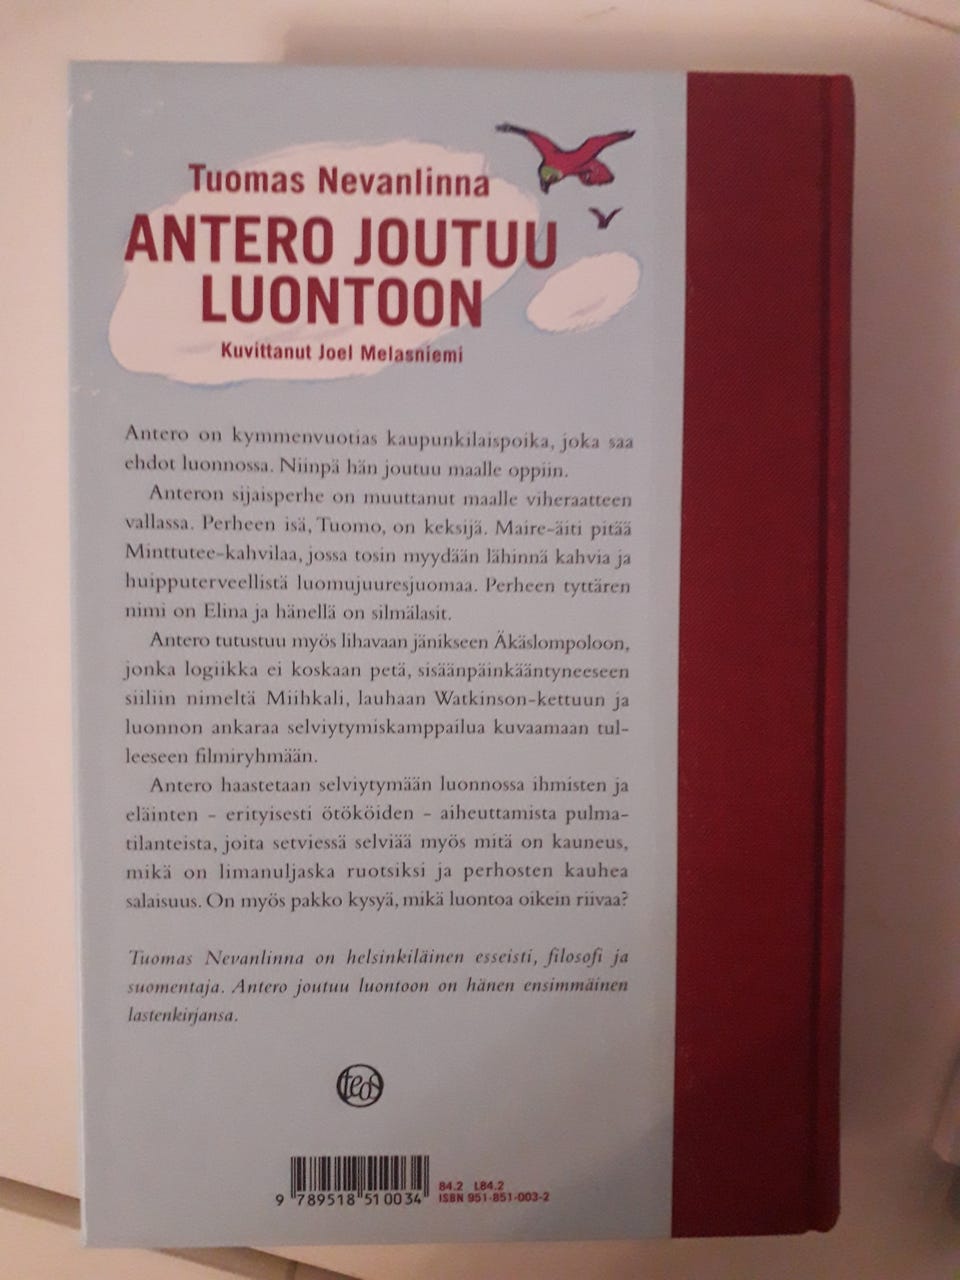 Tuomas Nevanlinna
ANTERO JOUTUU
LUONTOON
Kuvittanut Joel Melasniemi
Antero on kymmenvuotias kaupunkilaispoika, joka saa
ehdot luonnossa. Niinpä hän joutuu maalle oppiin.
Anteron sijaisperhe on muuttanut maalle viheraatteen
vallassa. Perheen isä, Tuomo, on keksijä. Maire-äiti pitää
Minttutee-kahvilaa, jossa tosin myydään lähinnä kahvia ja
huipputerveellistä luomujuuresjuomaa. Perheen tyttären
nimi on Elina ja hänellä on silmälasit.
Antero tutustuu myös lihavaan jänikseen Äkäslompoloon,
jonka logiikka ei koskaan petä, sisäänpäinkääntyneeseen
siiliin nimeltä Miihkali, lauhaan Watkinson-kettuun ja
luonnon ankaraa selviytymiskamppailua kuvaamaan tul-
leeseen filmiryhmään.
Antero haastetaan selviytymään luonnossa ihmisten ja
eläinten - erityisesti ötököiden - aiheuttamista pulma-
tilanteista, joita setviessä selviää myös mitä on kauneus,
mikä on limanuljaska ruotsiksi ja perhosten kauhea
salaisuus. On myös pakko kysyä, mikä luontoa oikein riivaa?
Tuomas Nevanlinna on helsinkiläinen esseisti, filosofi ja
suomentaja. Antero joutuu luontoon on hänen ensimmäinen
lastenkirjansa.
teos
84.2 L84.2
ISBN 951-851-003-2
9 789518 510034